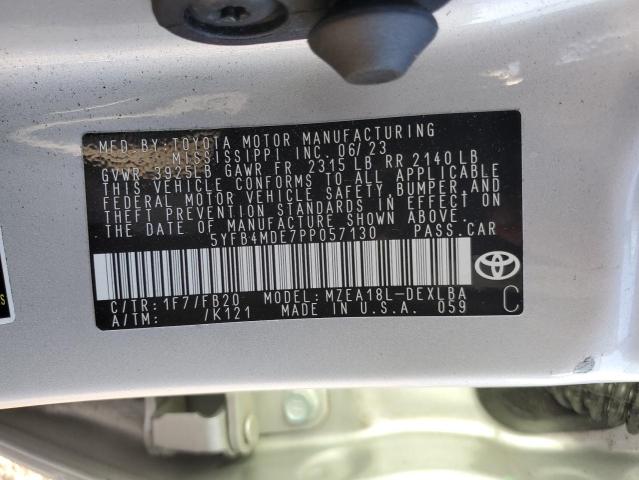 MFD.BY:TOYOTA MOTOR MANUFACTURING
MISSISSIPPI INC. 06/23
GVWR 3925LB GAWR FR 2315 LB RR 2140 LB
THIS VEHICLE CONFORMS TO ALL APPLICABLE
FEDERAL MOTOR VEHICLE SAFETY, BUMPER, AND
THEFT PREVENTION STANDARDS IN EFFECT ON
THE DATE OF MANUFACTURE SHOWN ABOVE.
5YFB4MDE7PP057130 PASS.CAR
C/TR: 1F7/FB20 MODEL: MZEA18L-DEXLBA
A/TM: /K121 MADE IN U.S.A. 059
C